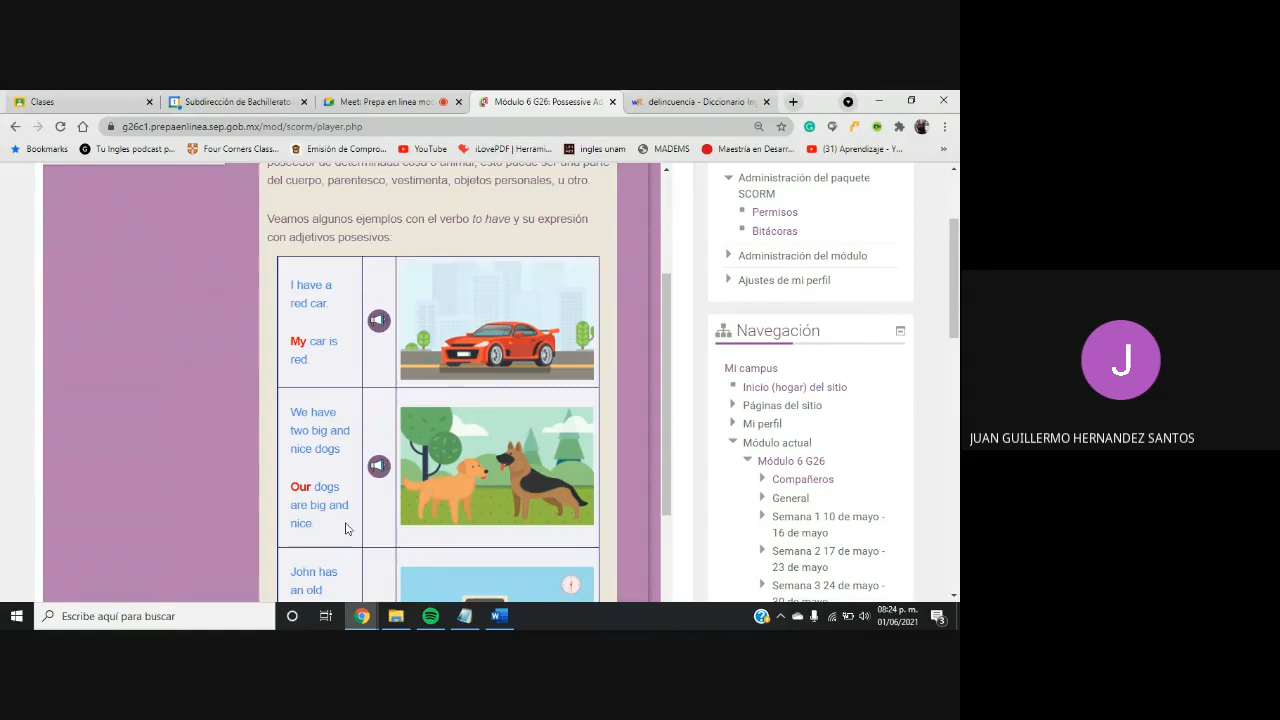 Clases
Subdirección de Bachillerato
Meet: Prepa en linea mo
Módulo 6 G26: Possessive Ad
delincuencia - Diccionario Ing
g26c1.prepaenlinea.sep.gob.mx/mod/scorm/player.php
Bookmarks
Tu Ingles podcast p...
Four Corners Class...
Emisión de Compro...
YouTube
iLovePDF | Herrami...
ingles unam
MADEMS
Maestría en Desarr...
(31) Aprendizaje - Y...
del cuerpo, parentesco, vestimenta, objetos personales, u otro.
Veamos algunos ejemplos con el verbo to have y su expresión
con adjetivos posesivos:
I have a
red car.
My car is
red.
We have
two big and
nice dogs
Our dogs
are big and
nice.
John has
an old
Administración del paquete
SCORM
Permisos
Bitácoras
Administración del módulo
Ajustes de mi perfil
Navegación
Mi campus
Inicio (hogar) del sitio
Páginas del sitio
Mi perfil
Módulo actual
Módulo 6 G26
Compañeros
General
Semana 1 10 de mayo -
16 de mayo
Semana 2 17 de mayo -
23 de mayo
Semana 3 24 de mayo -
Escribe aquí para buscar
08:24 p. m.
01/06/2021
3
J
JUAN GUILLERMO HERNANDEZ SANTOS